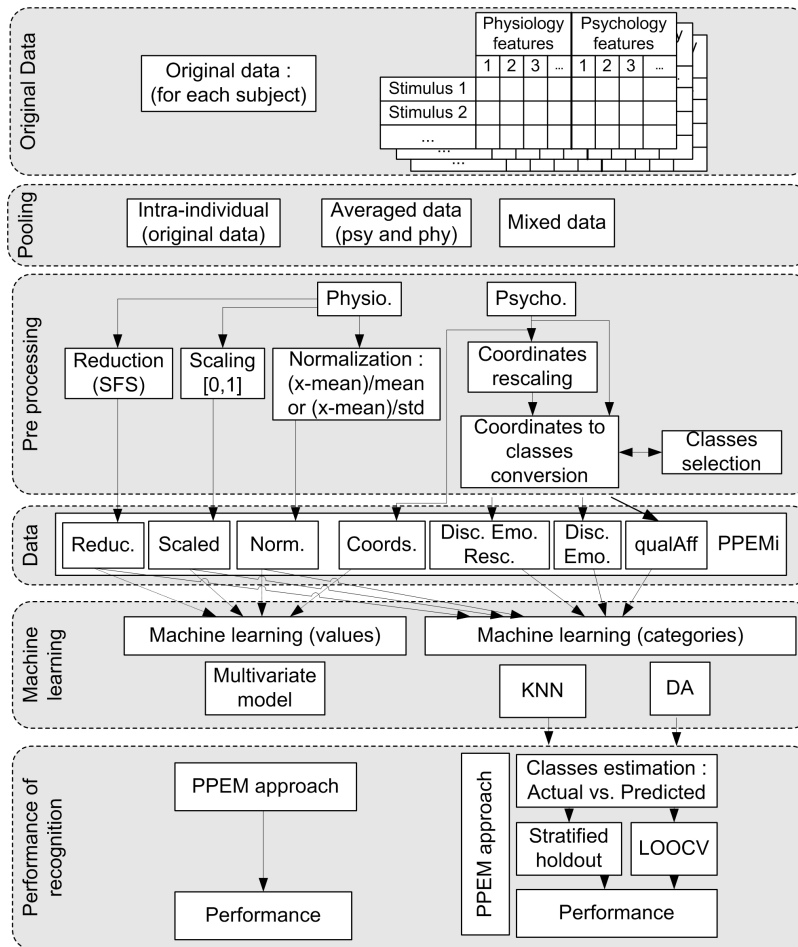 Original Data
Original data :
(for each subject)
Physiology
features
Psychology
features
y
1 2 3 ... 1 2 3 ...
Stimulus 1
Stimulus 2
...
...
...
Pooling
Intra-individual
(original data)
Averaged data
(psy and phy)
Mixed data
Pre processing
Physio.
Psycho.
Reduction
(SFS)
Scaling
[0,1]
Normalization :
(x-mean)/mean
or (x-mean)/std
Coordinates
rescaling
Coordinates to
classes
conversion
Classes
selection
Data
Reduc.
Scaled
Norm.
Coords.
Disc. Emo.
Resc.
Disc.
Emo.
qualAff
PPEMi
Machine
learning
Machine learning (values)
Machine learning (categories)
Multivariate
model
KNN
DA
Performance of
recognition
PPEM approach
Performance
PPEM approach
Classes estimation :
Actual vs. Predicted
Stratified
holdout
LOOCV
Performance